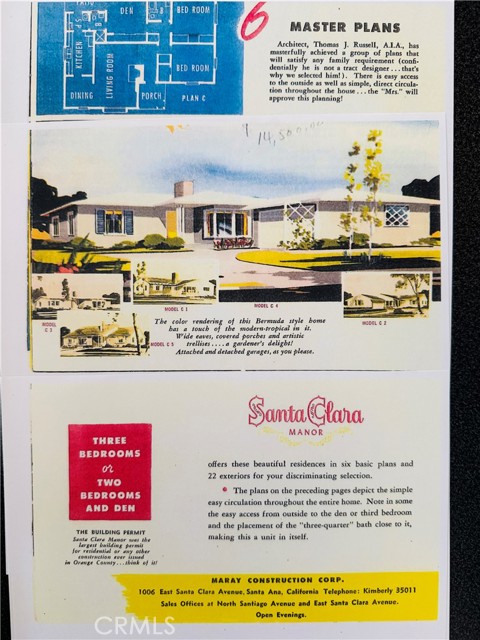 DEN
BED ROOM
KITCHEN
LIVING ROOM
BED ROOM
DINING
PORCH
PLAN C
6
MASTER PLANS
Architect, Thomas J. Russell, A.I.A., has
masterfully achieved a group of plans that
will satisfy any family requirement (confi-
dentially he is not a tract designer...that's
why we selected him!). There is easy access
to the outside as well as simple, direct circula-
tion throughout the house...the "Mrs." will
approve this planning!
14,500.00
MODEL C 1
MODEL C 4
MODEL C 2
MODEL
MODEL C 5
The color rendering of this Bermuda style home
has a touch of the modern-tropical in it.
Wide eaves, covered porches and artistic
trellises....a gardener's delight!
Attached and detached garages, as you please.
Santa Clara
MANOR
THREE
BEDROOMS
or
TWO
BEDROOMS
AND DEN
offers these beautiful residences in six basic plans and
22 exteriors for your discriminating selection.
* The plans on the preceding pages depict the simple
easy circulation throughout the entire home. Note in some
the easy access from outside to the den or third bedroom
and the placement of the "three-quarter" bath close to it,
making this a unit in itself.
THE BUILDING PERMIT
Santa Clara Manor was the
largest building permit
for residential or any other
construction ever issued
in Orange County...think of it!
MARAY CONSTRUCTION CORP.
1006 East Santa Clara Avenue, Santa Ana, California Telephone: Kimberly 35011
Sales Offices at North Santiago Avenue and East Santa Clara Avenue.
Open Evenings.
CRMLS